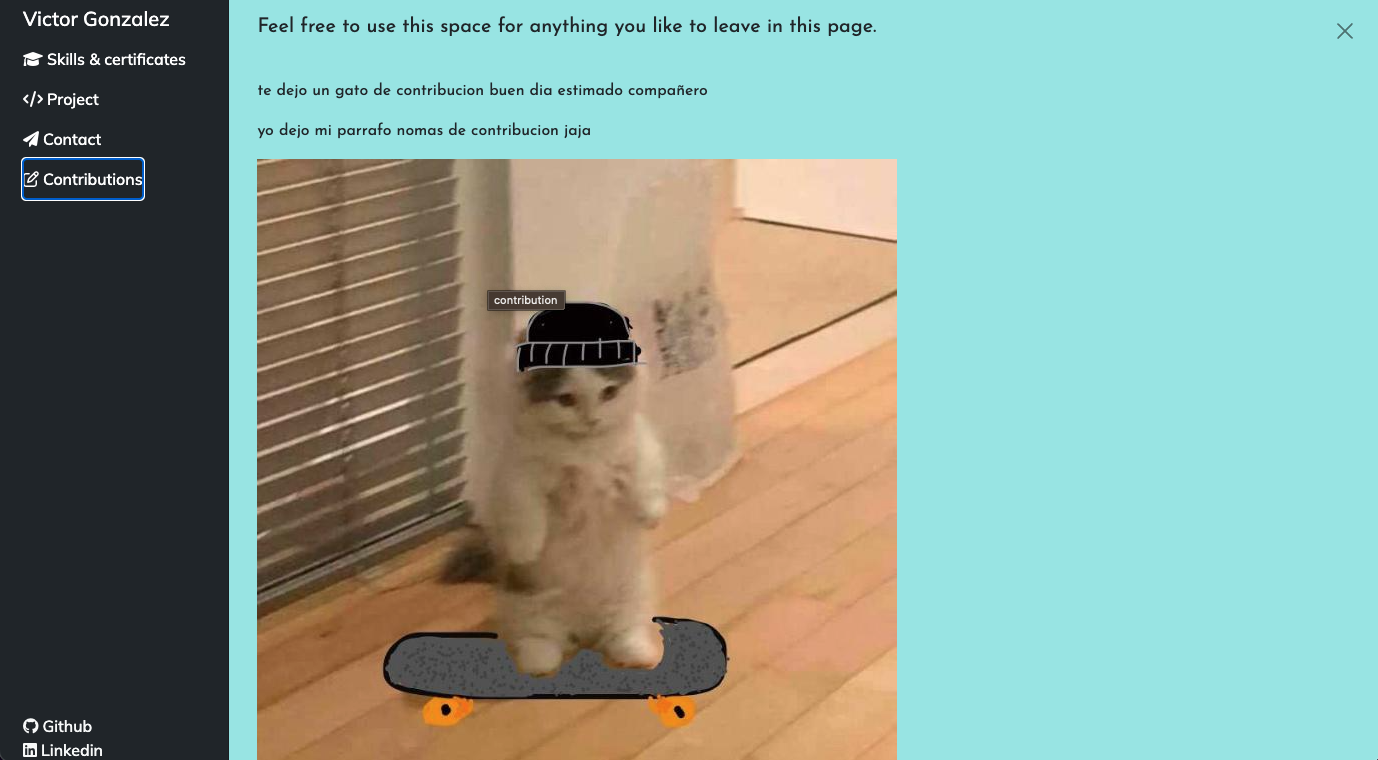 Victor Gonzalez
Skills & certificates
Project
Contact
Contributions
Github
Linkedin
Feel free to use this space for anything you like to leave in this page.
te dejo un gato de contribucion buen dia estimado compañero
yo dejo mi parrafo nomas de contribucion jaja
contribution